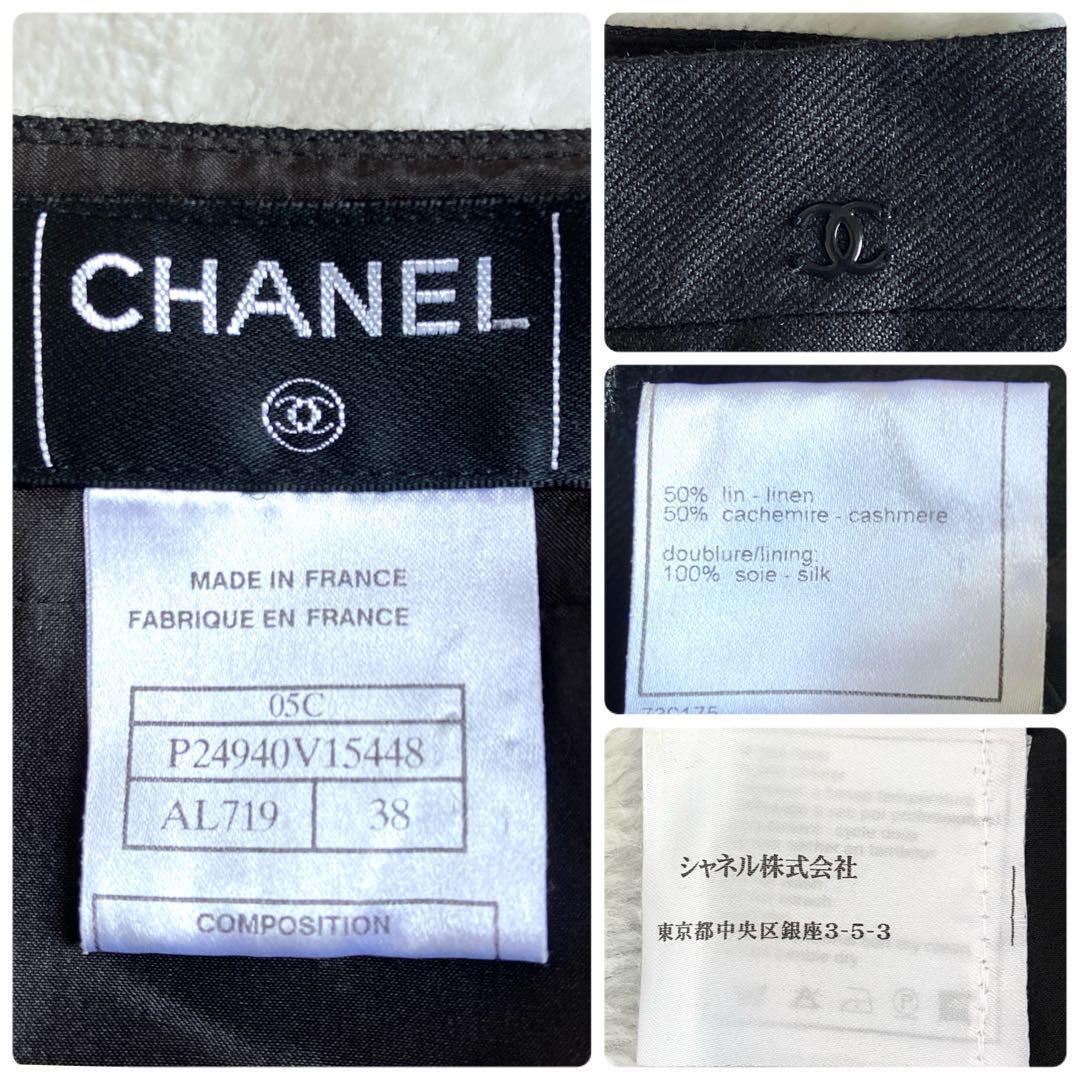 CHANEL
MADE IN FRANCE
FABRIQUE EN FRANCE
05C
P24940V15448
AL719 38
COMPOSITION
50% lin - linen
50% cachemire - cashmere
doublure/lining:
100% soie - silk
シャネル株式会社
東京都中央区銀座3-5-3